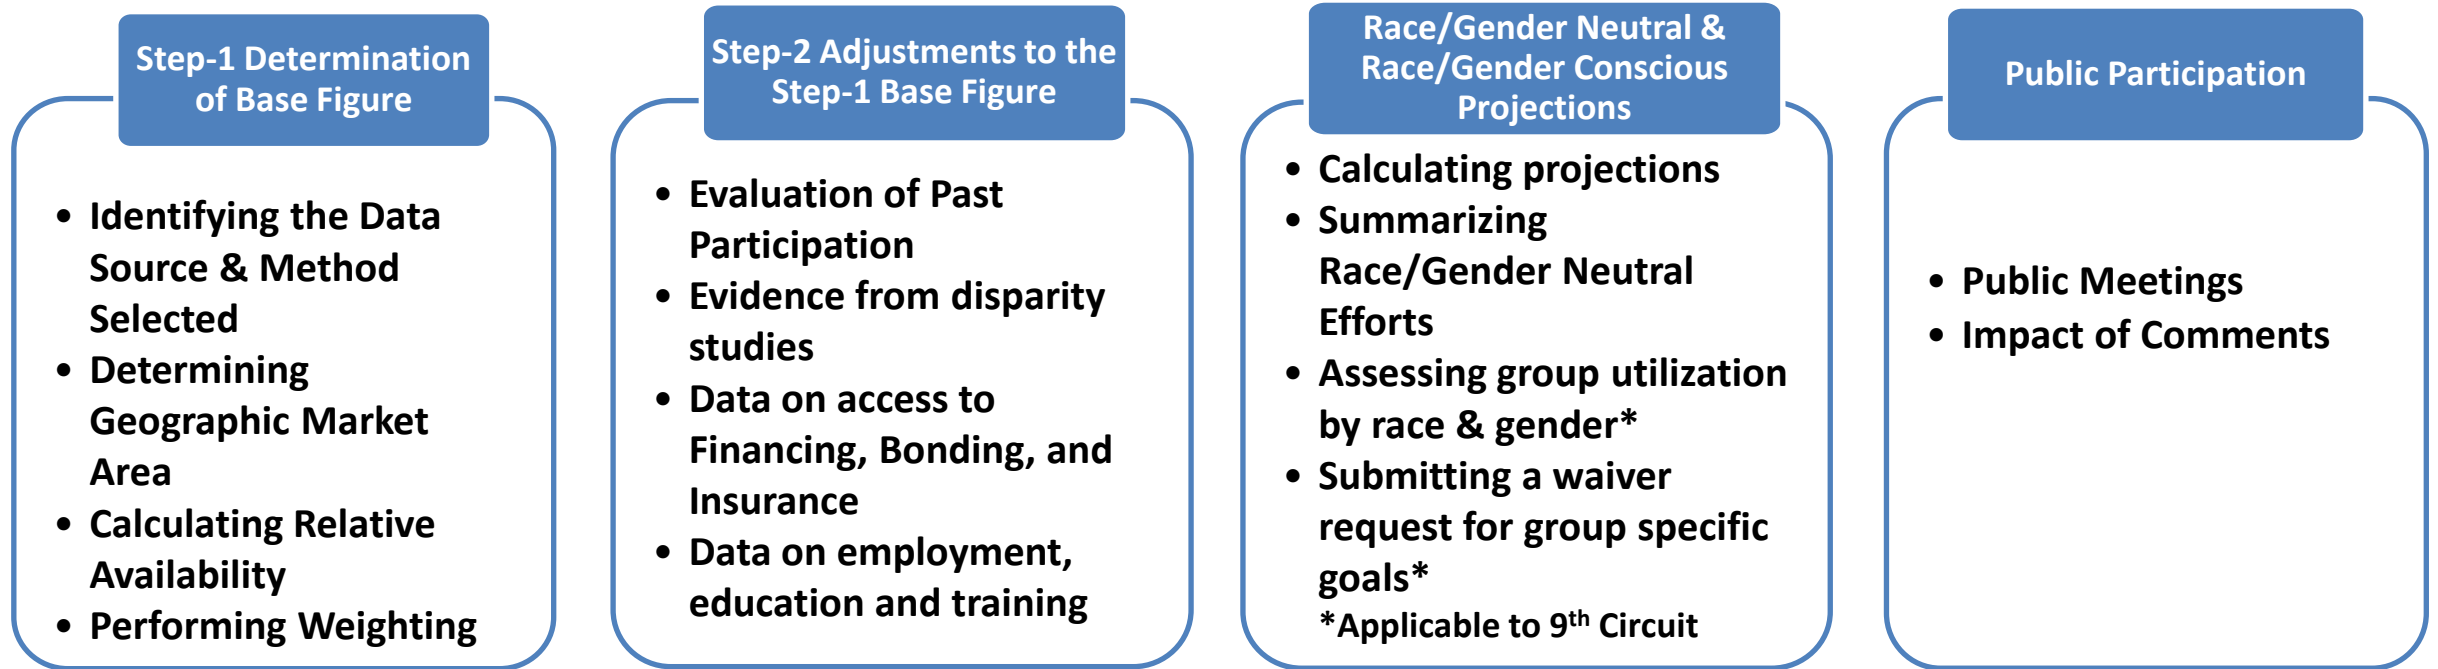 Step-1 Determination
of Base Figure
• Identifying the Data
Source & Method
Selected
• Determining
Geographic Market
Area
• Calculating Relative
Availability
• Performing Weighting
Step-2 Adjustments to the
Step-1 Base Figure
• Evaluation of Past
Participation
• Evidence from disparity
studies
• Data on access to
Financing, Bonding, and
Insurance
• Data on employment,
education and training
Race/Gender Neutral &
Race/Gender Conscious
Projections
• Calculating projections
• Summarizing
Race/Gender Neutral
Efforts
• Assessing group utilization
by race & gender*
• Submitting a waiver
request for group specific
goals*
*Applicable to 9th Circuit
Public Participation
• Public Meetings
• Impact of Comments